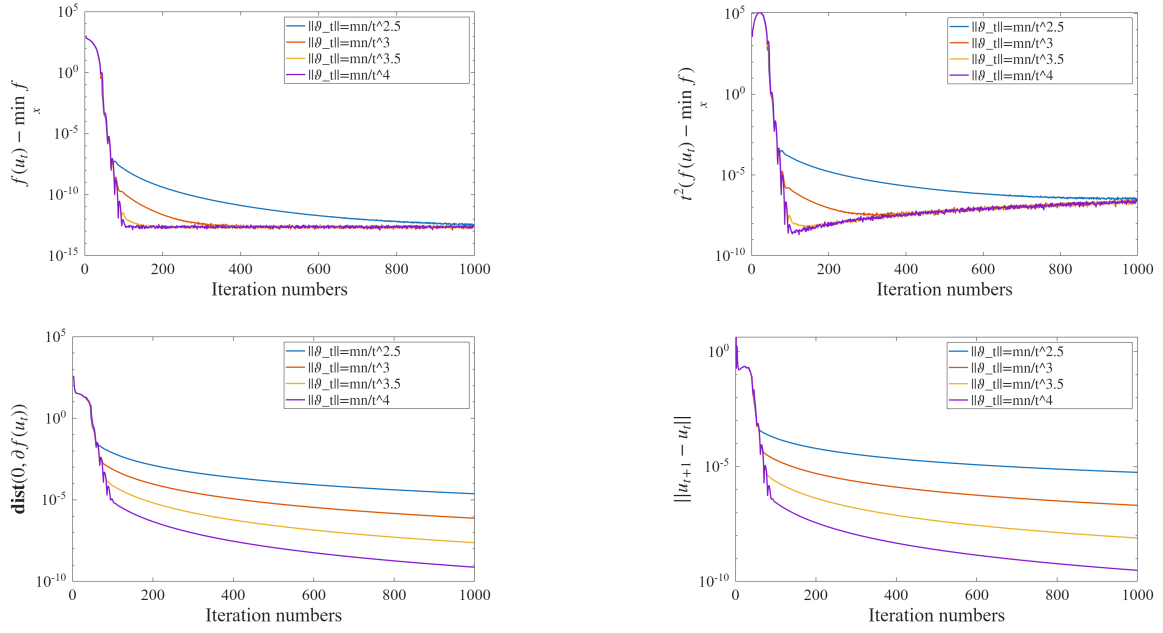 10^5
10^0
10^-5
10^-10
10^-15
f(u_t) − min f
x
0
200
400
600
800
1000
Iteration numbers
||ϑ_t||=mn/t^2.5
||ϑ_t||=mn/t^3
||ϑ_t||=mn/t^3.5
||ϑ_t||=mn/t^4
10^5
10^0
10^-5
10^-10
t^2(f(u_t) − min f)
x
0
200
400
600
800
1000
Iteration numbers
||ϑ_t||=mn/t^2.5
||ϑ_t||=mn/t^3
||ϑ_t||=mn/t^3.5
||ϑ_t||=mn/t^4
10^5
10^0
10^-5
10^-10
dist(0, ∂f(u_t))
0
200
400
600
800
1000
Iteration numbers
||ϑ_t||=mn/t^2.5
||ϑ_t||=mn/t^3
||ϑ_t||=mn/t^3.5
||ϑ_t||=mn/t^4
10^0
10^-5
10^-10
||u_{t+1} − u_t||
0
200
400
600
800
1000
Iteration numbers
||ϑ_t||=mn/t^2.5
||ϑ_t||=mn/t^3
||ϑ_t||=mn/t^3.5
||ϑ_t||=mn/t^4